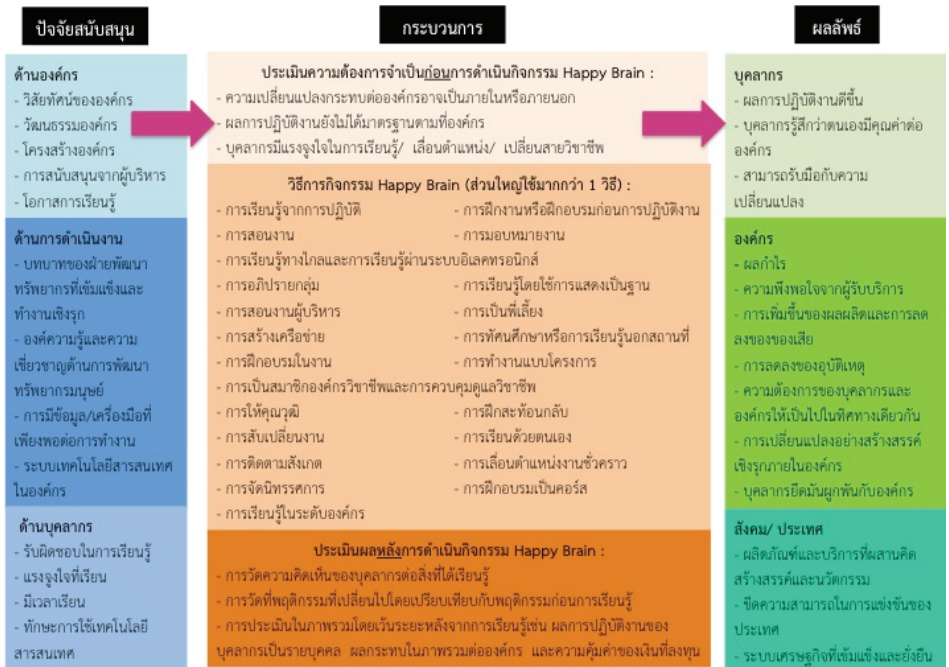 ปัจจัยสนับสนุน
ด้านองค์กร
- วิสัยทัศน์ขององค์กร
- วัฒนธรรมองค์กร
- โครงสร้างองค์กร
- การสนับสนุนจากผู้บริหาร
- โอกาสการเรียนรู้
ด้านการดำเนินงาน
- บทบาทของฝ่ายพัฒนา
ทรัพยากรที่เข้มแข็งและ
ทำงานเชิงรุก
- องค์ความรู้และความ
เชี่ยวชาญด้านการพัฒนา
ทรัพยากรมนุษย์
- การมีข้อมูล/เครื่องมือที่
เพียงพอต่อการทำงาน
- ระบบเทคโนโลยีสารสนเทศ
ในองค์กร
ด้านบุคลากร
- รับผิดชอบในการเรียนรู้
- แรงจูงใจที่เรียน
- มีเวลาเรียน
- ทักษะการใช้เทคโนโลยี
สารสนเทศ
กระบวนการ
ประเมินความต้องการจำเป็นก่อนการดำเนินกิจกรรม Happy Brain :
- ความเปลี่ยนแปลงกระทบต่อองค์กรอาจเป็นภายในหรือภายนอก
- ผลการปฏิบัติงานยังไม่ได้มาตรฐานตามที่องค์กร
- บุคลากรมีแรงจูงใจในการเรียนรู้/ เลื่อนตำแหน่ง/ เปลี่ยนสายวิชาชีพ
วิธีการกิจกรรม Happy Brain (ส่วนใหญ่ใช้มากกว่า 1 วิธี) :
- การเรียนรู้จากการปฏิบัติ - การฝึกงานหรือฝึกอบรมก่อนการปฏิบัติงาน
- การสอนงาน - การมอบหมายงาน
- การเรียนรู้ทางไกลและการเรียนรู้ผ่านระบบอิเลคทรอนิกส์
- การอภิปรายกลุ่ม - การเรียนรู้โดยใช้การแสดงเป็นฐาน
- การสอนงานผู้บริหาร - การเป็นพี่เลี้ยง
- การสร้างเครือข่าย - การทัศนศึกษาหรือการเรียนรู้นอกสถานที่
- การฝึกอบรมในงาน - การทำงานแบบโครงการ
- การเป็นสมาชิกองค์กรวิชาชีพและการควบคุมดูแลวิชาชีพ
- การให้คุณวุฒิ - การฝึกสะท้อนกลับ
- การสับเปลี่ยนงาน - การเรียนด้วยตนเอง
- การติดตามสังเกต - การเลื่อนตำแหน่งงานชั่วคราว
- การจัดนิทรรศการ - การฝึกอบรมเป็นคอร์ส
- การเรียนรู้ในระดับองค์กร
ประเมินผลหลังการดำเนินกิจกรรม Happy Brain :
- การวัดความคิดเห็นของบุคลากรต่อสิ่งที่ได้เรียนรู้
- การวัดที่พฤติกรรมที่เปลี่ยนไปโดยเปรียบเทียบกับพฤติกรรมก่อนการเรียนรู้
- การประเมินในภาพรวมโดยเว้นระยะหลังจากการเรียนรู้เช่น ผลการปฏิบัติงานของ
บุคลากรเป็นรายบุคคล ผลกระทบในภาพรวมต่อองค์กร และความคุ้มค่าของเงินที่ลงทุน
ผลลัพธ์
บุคลากร
- ผลการปฏิบัติงานดีขึ้น
- บุคลากรรู้สึกว่าตนเองมีคุณค่าต่อ
องค์กร
- สามารถรับมือกับความ
เปลี่ยนแปลง
องค์กร
- ผลกำไร
- ความพึงพอใจจากผู้รับบริการ
- การเพิ่มขึ้นของผลผลิตและการลด
ลงของของเสีย
- การลดลงของอุบัติเหตุ
- ความต้องการของบุคลากรและ
องค์กรให้เป็นไปในทิศทางเดียวกัน
- การเปลี่ยนแปลงอย่างสร้างสรรค์
เชิงรุกภายในองค์กร
- บุคลากรยึดมันผูกพันกับองค์กร
สังคม/ ประเทศ
- ผลิตภัณฑ์และบริการที่ผสานคิด
สร้างสรรค์และนวัตกรรม
- ขีดความสามารถในการแข่งขันของ
ประเทศ
- ระบบเศรษฐกิจที่เข้มแข็งและยั่งยืน